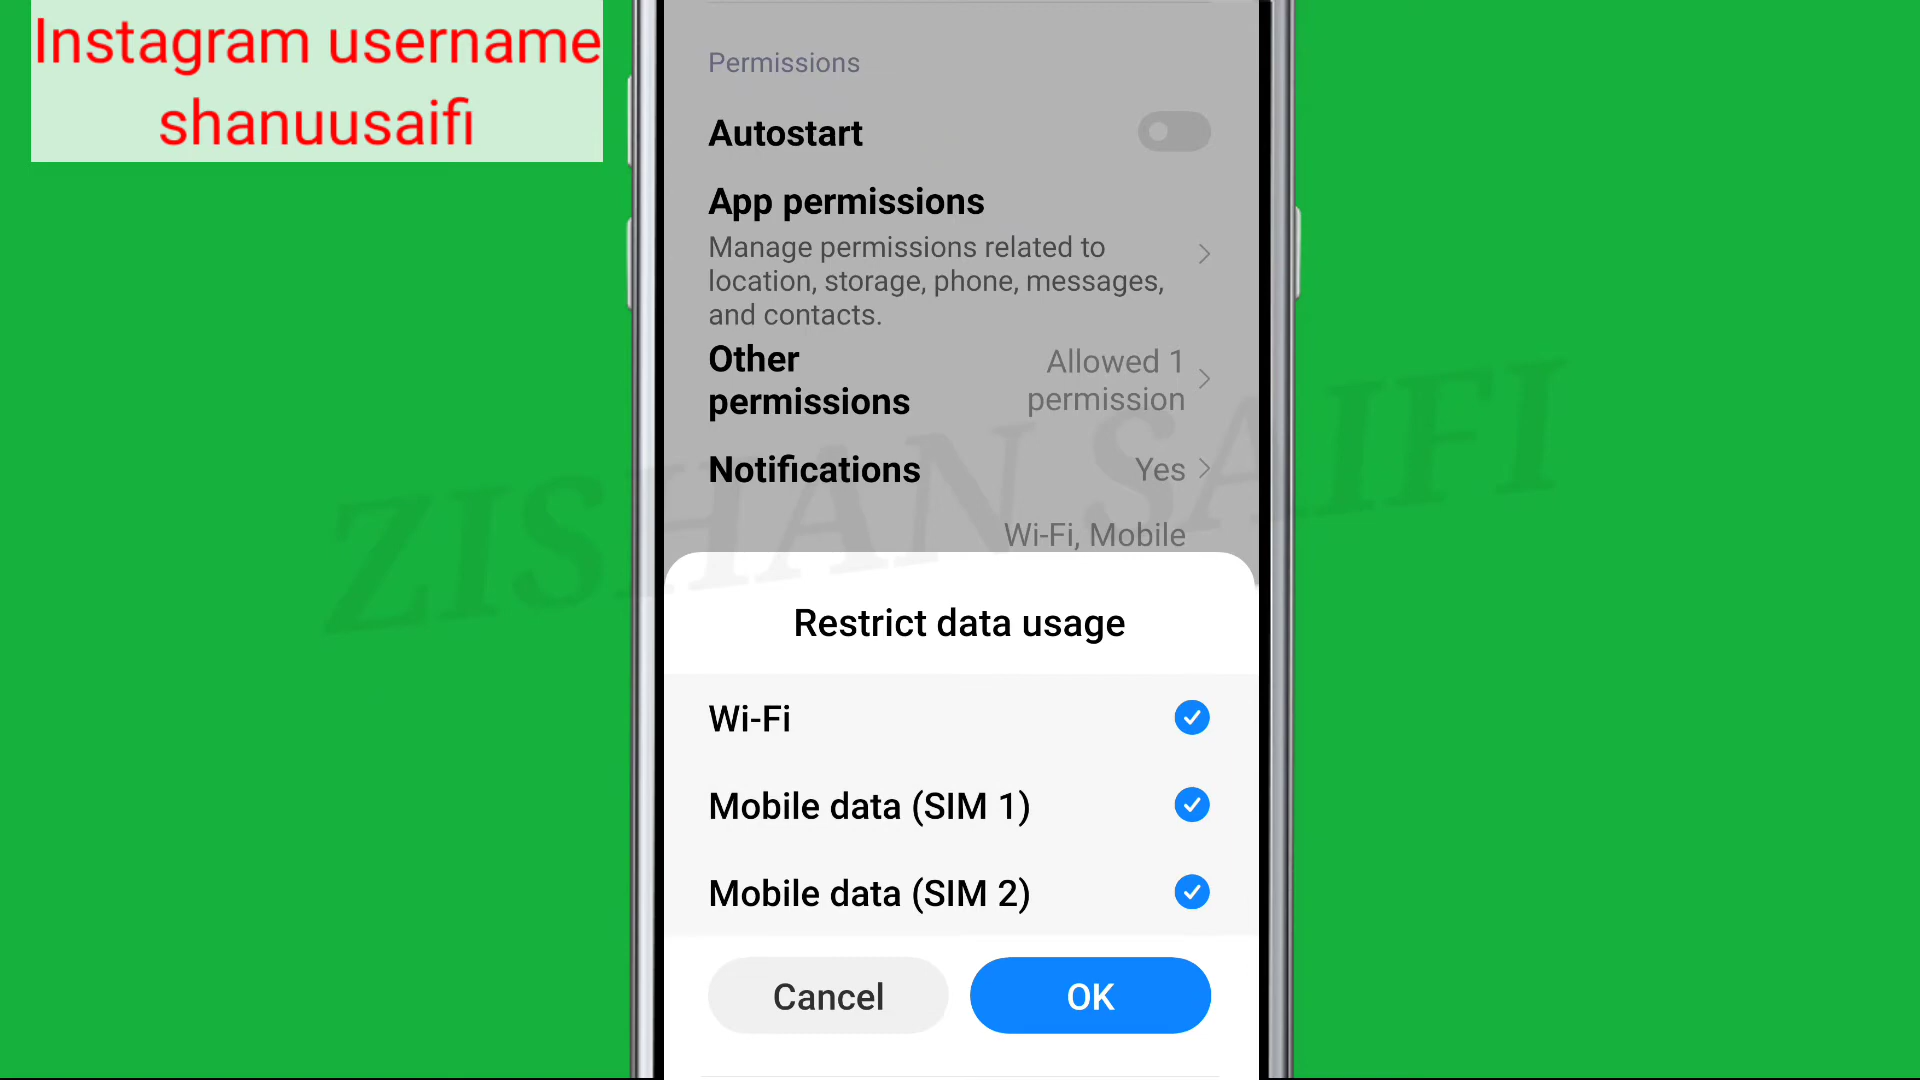 Instagram username
shanuusaifi
Permissions
Autostart
App permissions
Manage permissions related to
location, storage, phone, messages,
and contacts.
Other
permissions
Allowed 1
permission
Notifications
Yes
Wi-Fi, Mobile
ZISHAN SAIFI
Restrict data usage
Wi-Fi
Mobile data (SIM 1)
Mobile data (SIM 2)
Cancel
OK